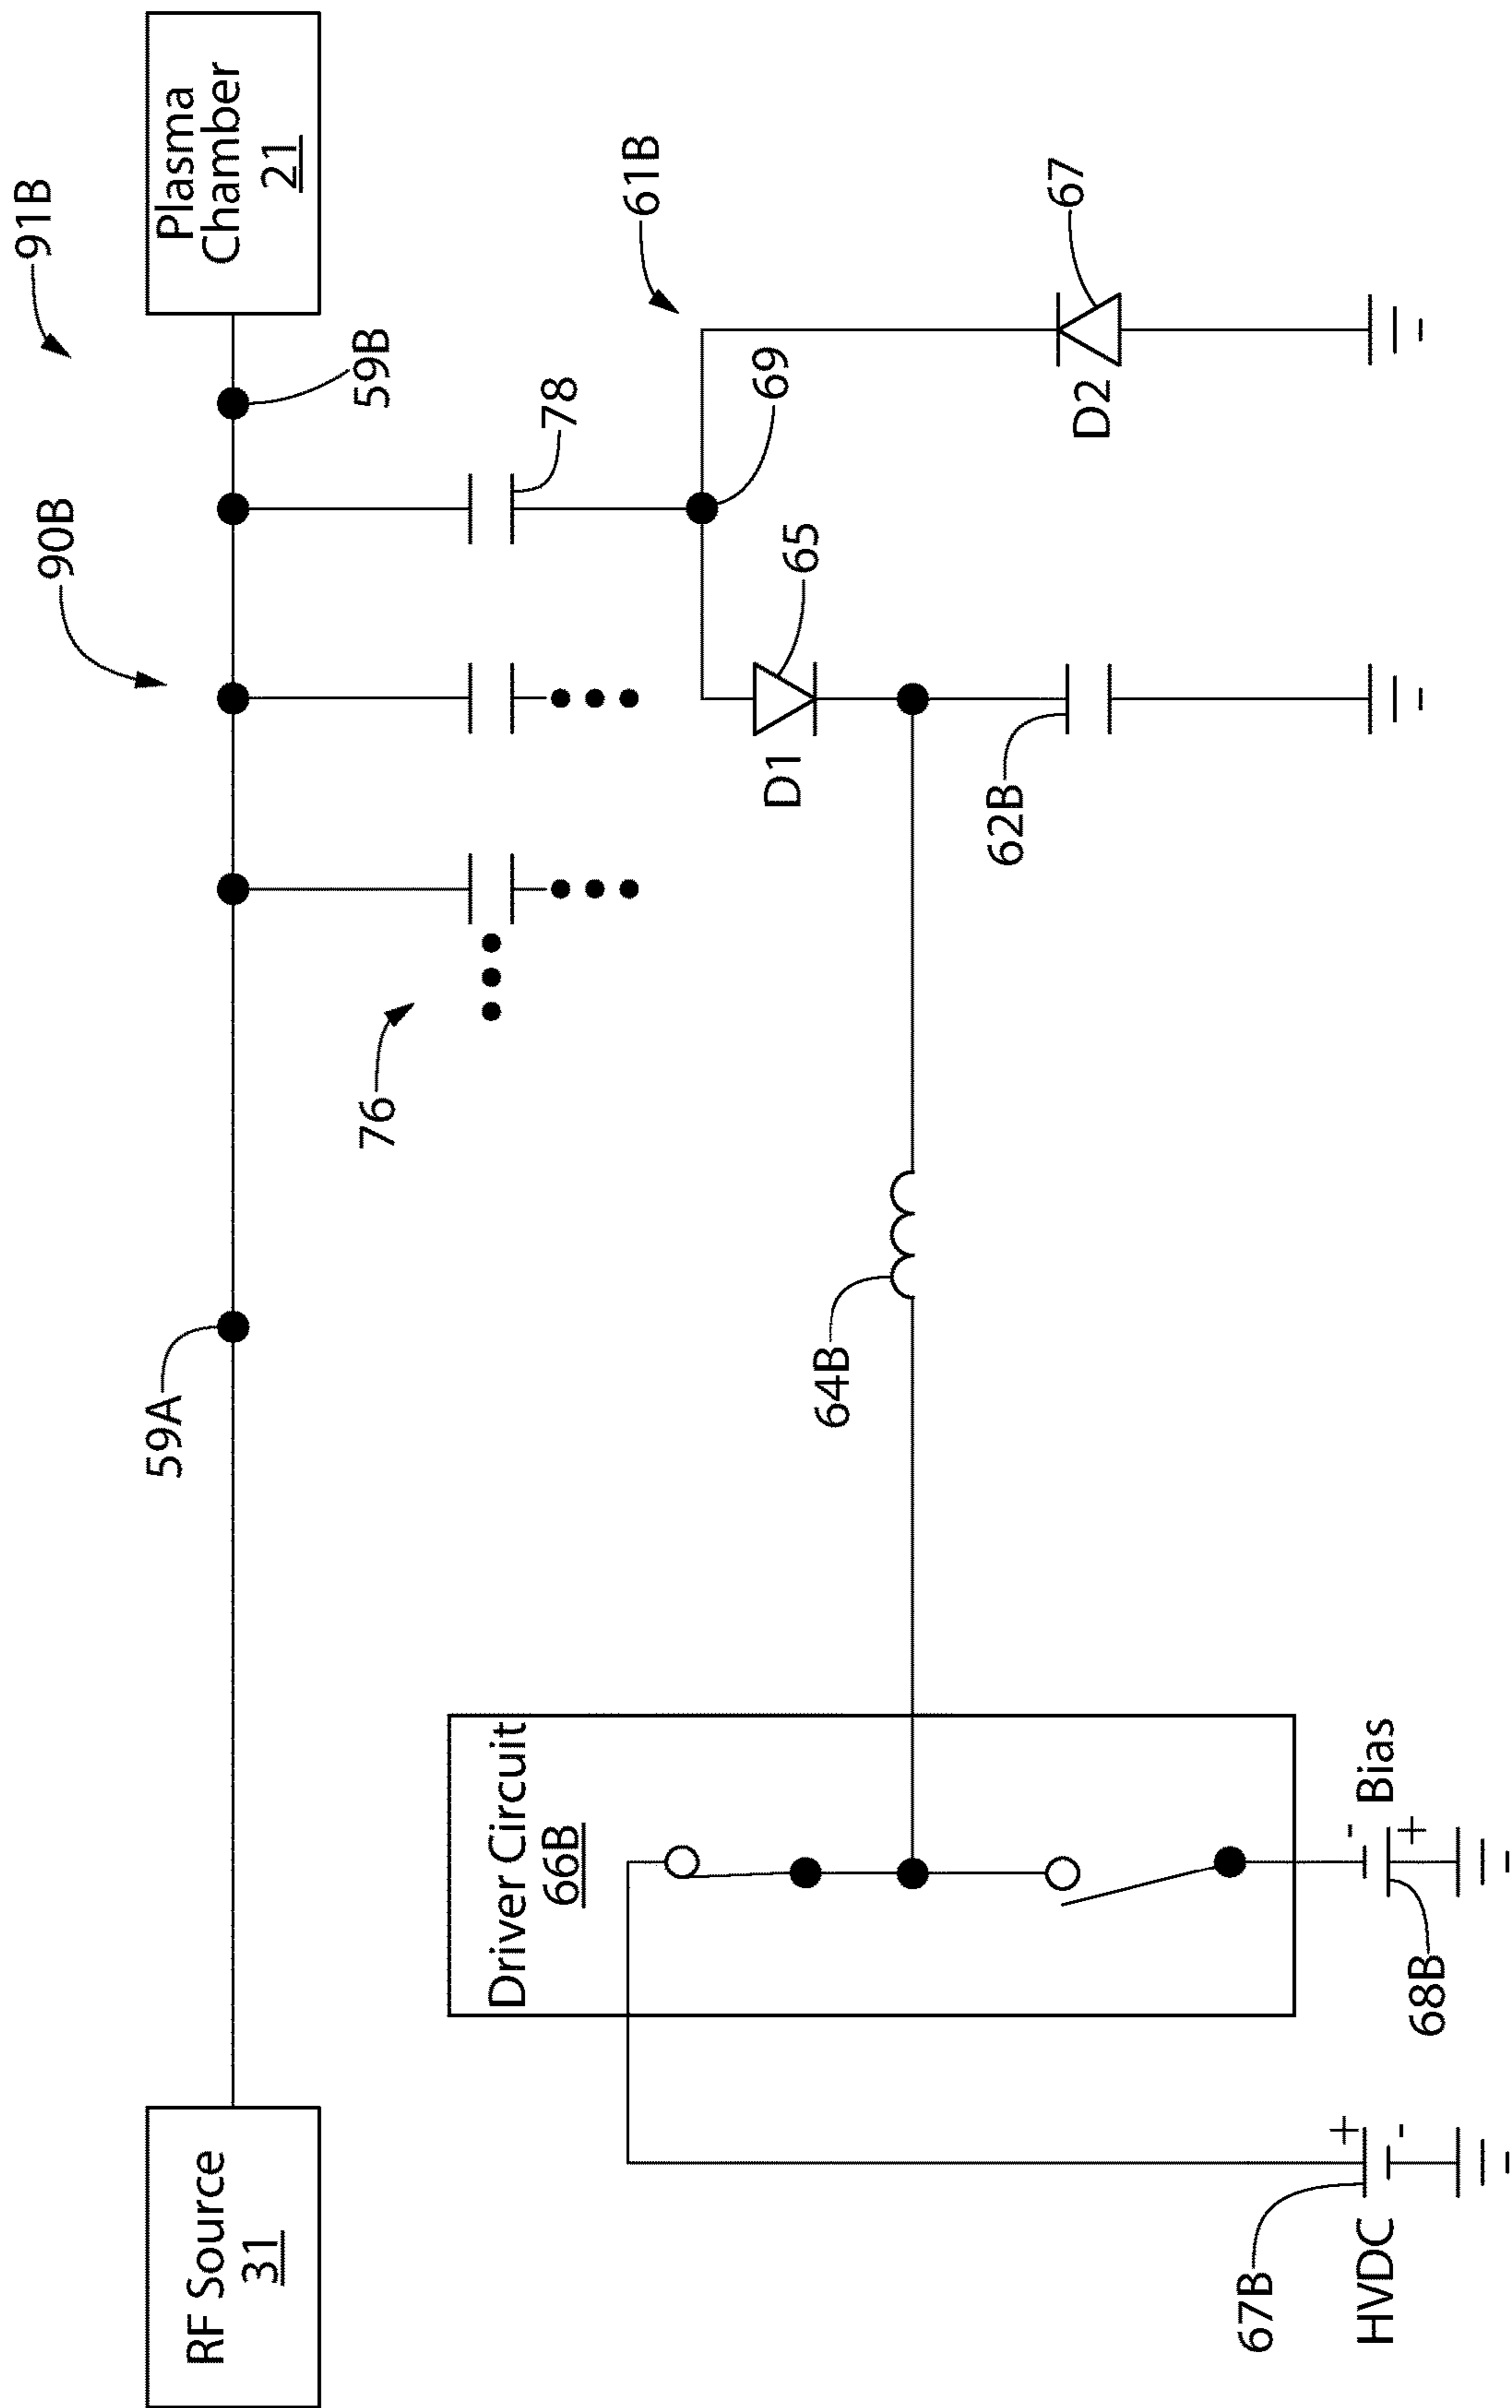 91B
90B
RF Source
31
59A
59B
Plasma
Chamber
21
76
78
61B
Driver Circuit
66B
69
D1
65
64B
62B
67
D2
67B
HVDC
+
-
-
Bias
+
68B